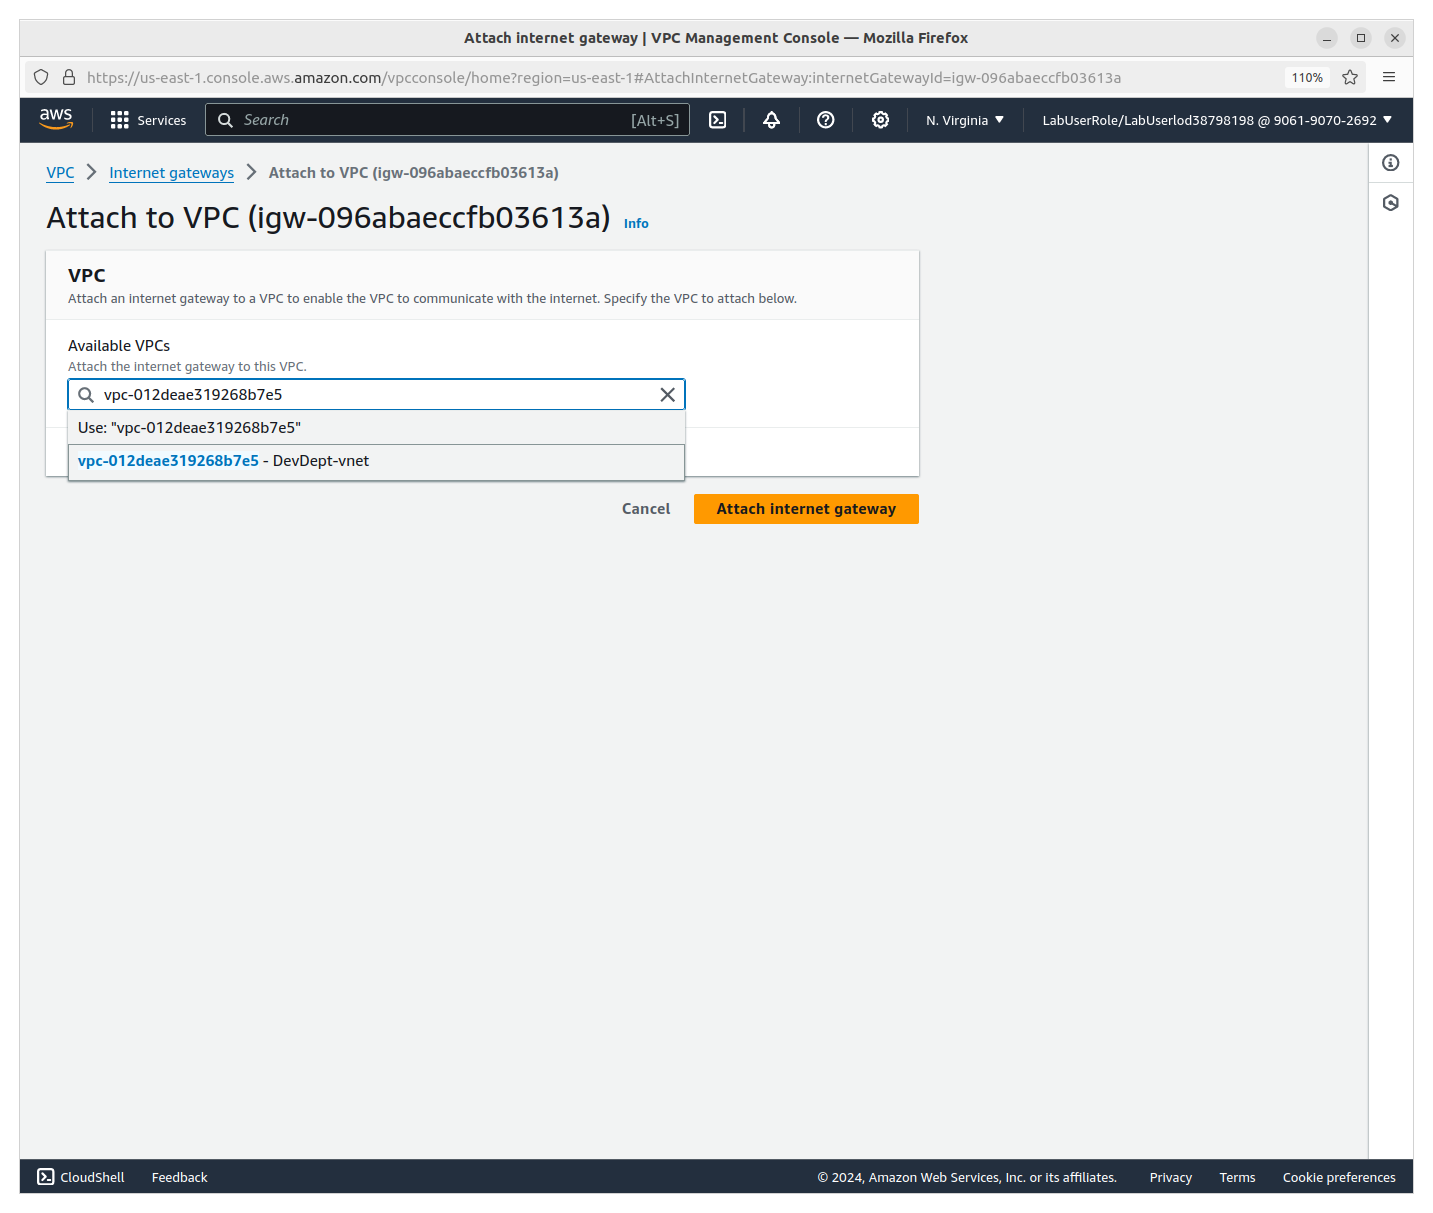 Attach internet gateway | VPC Management Console — Mozilla Firefox
https://us-east-1.console.aws.amazon.com/vpcconsole/home?region=us-east-1#AttachInternetGateway:internetGatewayId=igw-096abaeccfb03613a
110%
aws
Services
Search
[Alt+S]
N. Virginia
LabUserRole/LabUserlod38798198 @ 9061-9070-2692
VPC
Internet gateways
Attach to VPC (igw-096abaeccfb03613a)
Attach to VPC (igw-096abaeccfb03613a) Info
VPC
Attach an internet gateway to a VPC to enable the VPC to communicate with the internet. Specify the VPC to attach below.
Available VPCs
Attach the internet gateway to this VPC.
vpc-012deae319268b7e5
Use: "vpc-012deae319268b7e5"
vpc-012deae319268b7e5 - DevDept-vnet
Cancel
Attach internet gateway
CloudShell
Feedback
© 2024, Amazon Web Services, Inc. or its affiliates.
Privacy
Terms
Cookie preferences